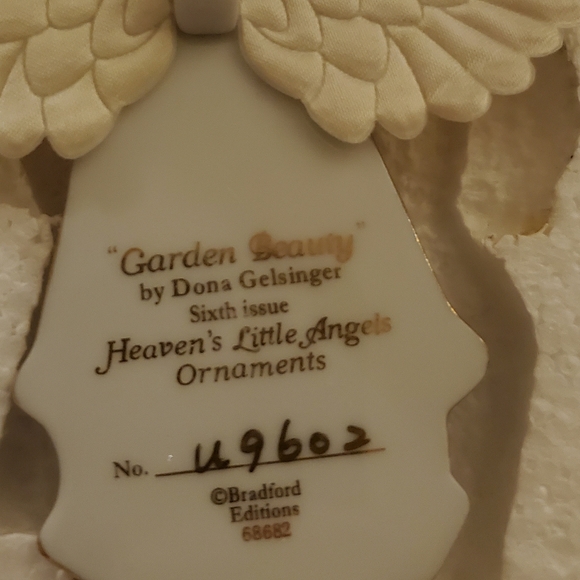 "Garden Beauty"
by Dona Gelsinger
Sixth issue
Heaven's Little Angels
Ornaments
No. u9602
©Bradford
Editions
68682